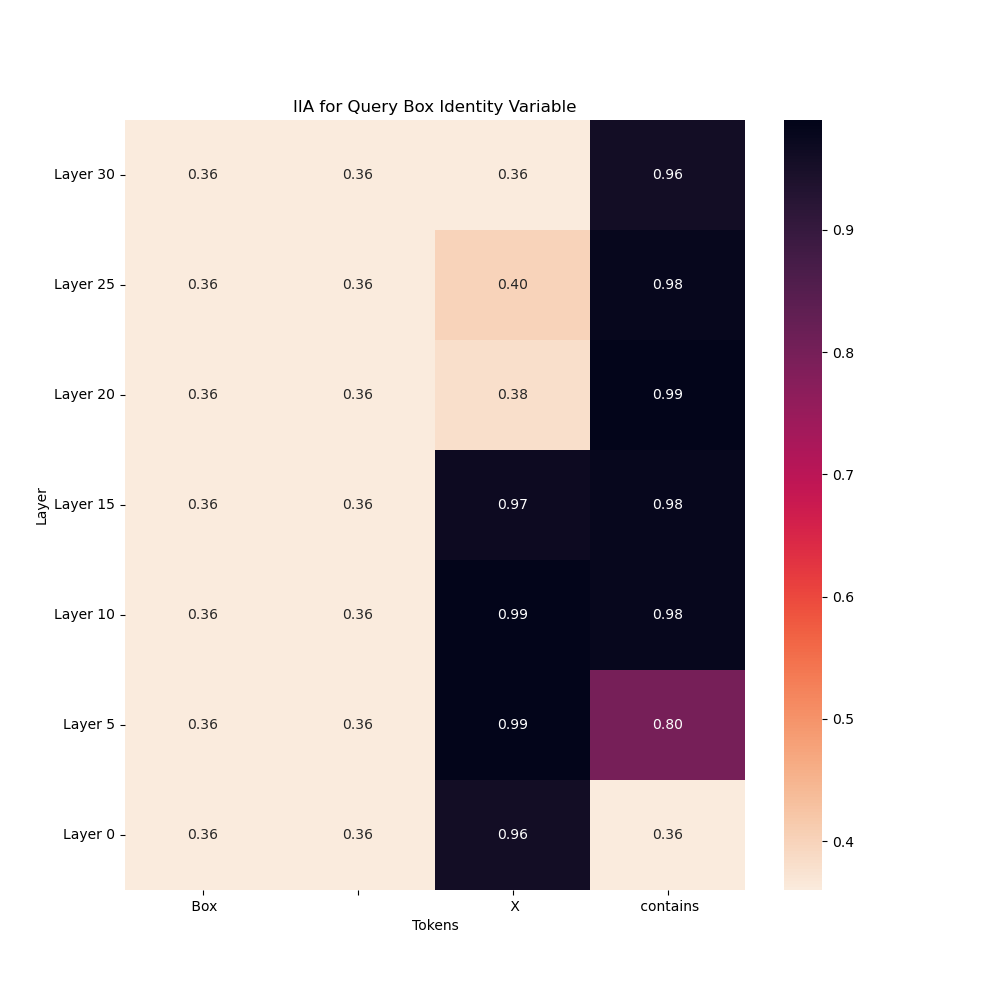 IIA for Query Box Identity Variable
Layer 30 0.36 0.36 0.36 0.96
0.9
Layer 25 0.36 0.36 0.40 0.98
0.8
Layer 20 0.36 0.36 0.38 0.99
0.7
Layer
Layer 15 0.36 0.36 0.97 0.98
0.6
Layer 10 0.36 0.36 0.99 0.98
0.5
Layer 5 0.36 0.36 0.99 0.80
Layer 0 0.36 0.36 0.96 0.36
0.4
Box X contains
Tokens